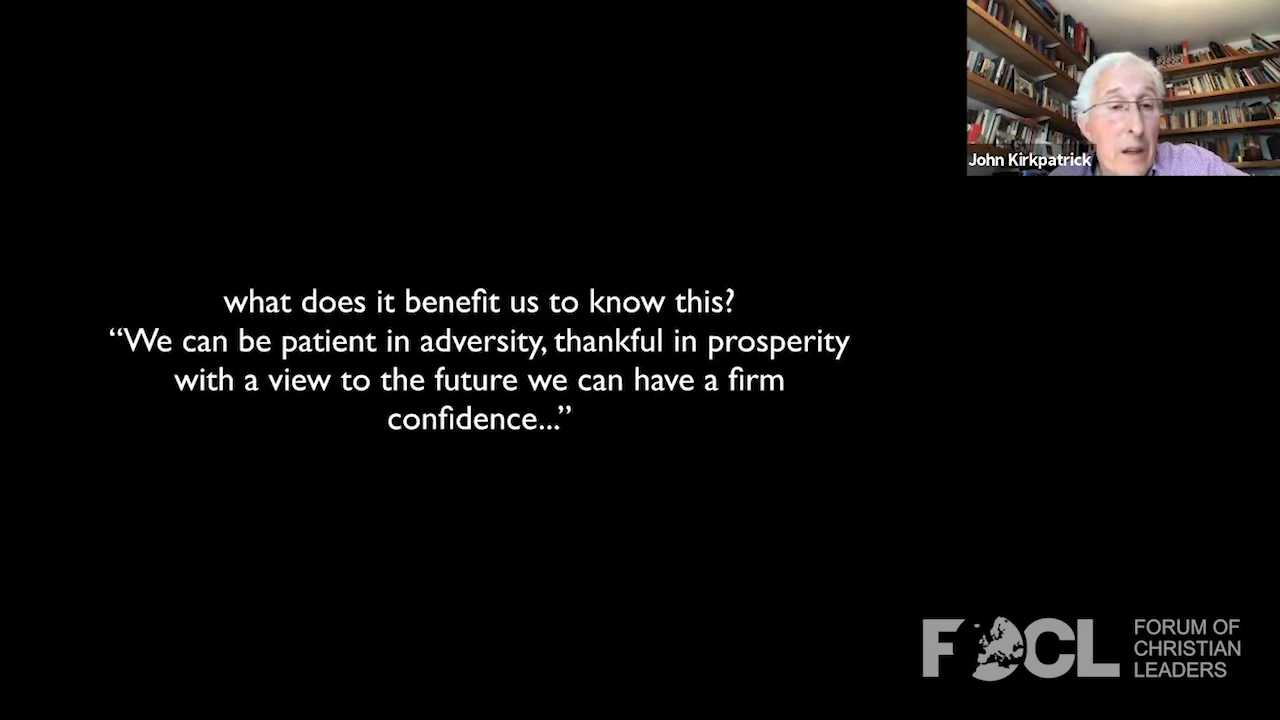 John Kirkpatrick
what does it benefit us to know this?
“We can be patient in adversity, thankful in prosperity
with a view to the future we can have a firm
confidence...”
FOCL
FORUM OF
CHRISTIAN
LEADERS